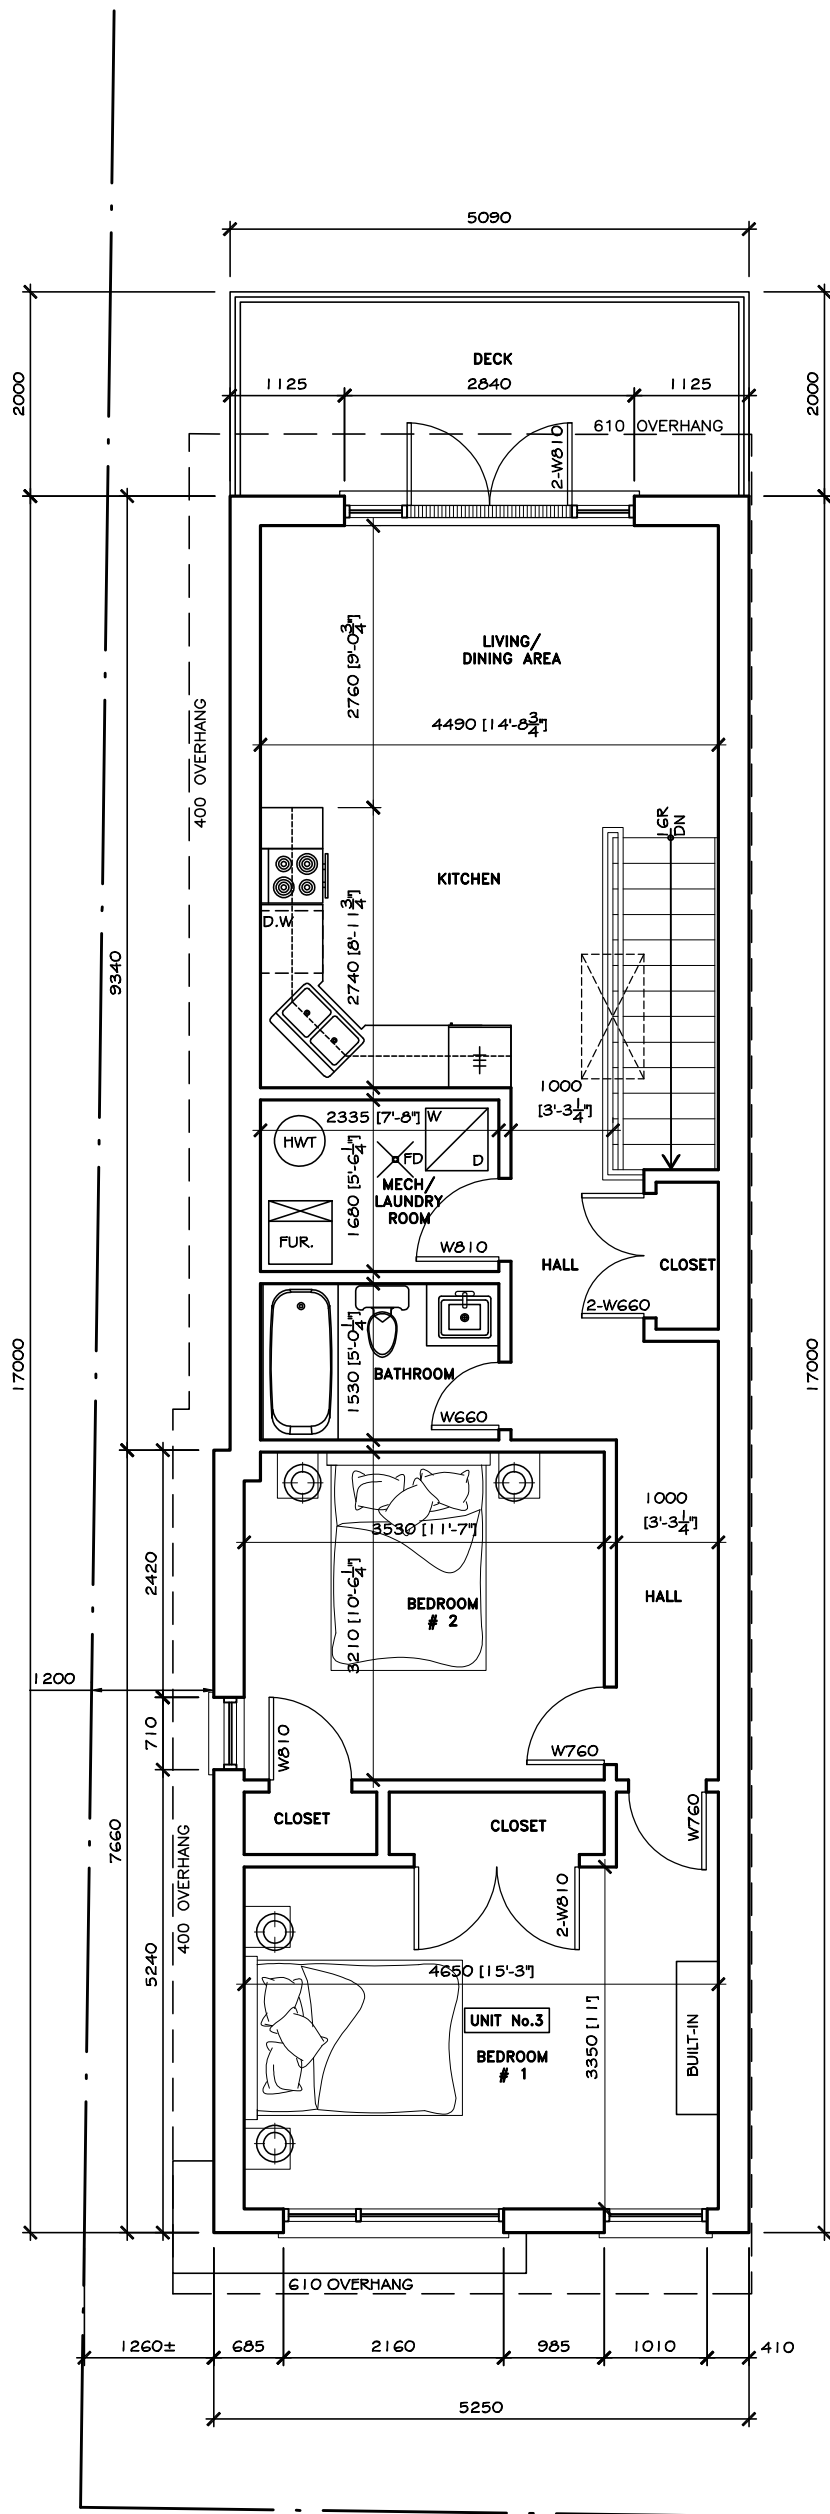 5090
2000
2000
DECK
1125
2840
1125
610 OVERHANG
2-W810
LIVING/
DINING AREA
2760 [9'-0 3/4"]
4490 [14'-8 3/4"]
400 OVERHANG
16R
DN
KITCHEN
D.W
2740 [8'-11 3/4"]
9340
1000
[3'-3 1/4"]
2335 [7'-8"]
W
D
HWT
FD
MECH/
LAUNDRY
ROOM
1680 [5'-6 1/4"]
FUR.
W810
HALL
CLOSET
2-W660
17000
17000
1530 [5'-0 1/4"]
BATHROOM
W660
1000
[3'-3 1/4"]
3530 [11'-7"]
2420
HALL
BEDROOM
# 2
3210 [10'-6 1/4"]
1200
710
W810
W760
CLOSET
CLOSET
W760
7660
400 OVERHANG
2-W810
5240
4650 [15'-3"]
UNIT No.3
BEDROOM
# 1
3350 [11']
BUILT-IN
610 OVERHANG
1260±
685
2160
985
1010
410
5250